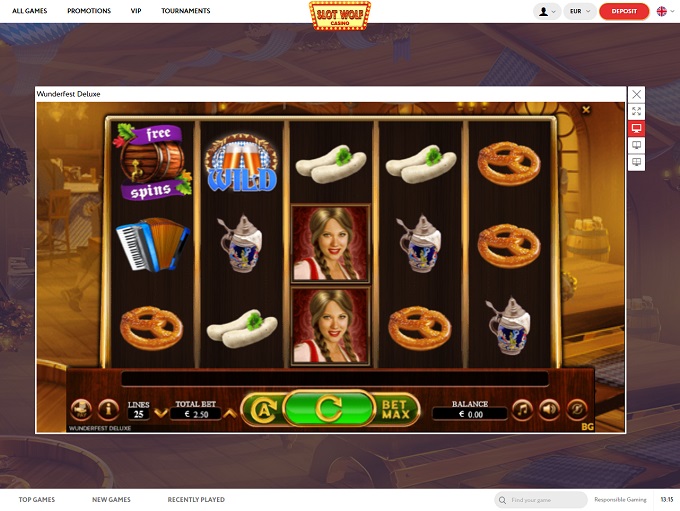 ALL GAMES PROMOTIONS VIP TOURNAMENTS
SLOT WOLF
CASINO
EUR
DEPOSIT
Wunderfest Deluxe
free
spins
WILD
LINES
25
TOTAL BET
€ 2.50
A
BET
MAX
BALANCE
€ 0.00
WUNDERFEST DELUXE
BG
TOP GAMES NEW GAMES RECENTLY PLAYED
Find your game
Responsible Gaming
13:15